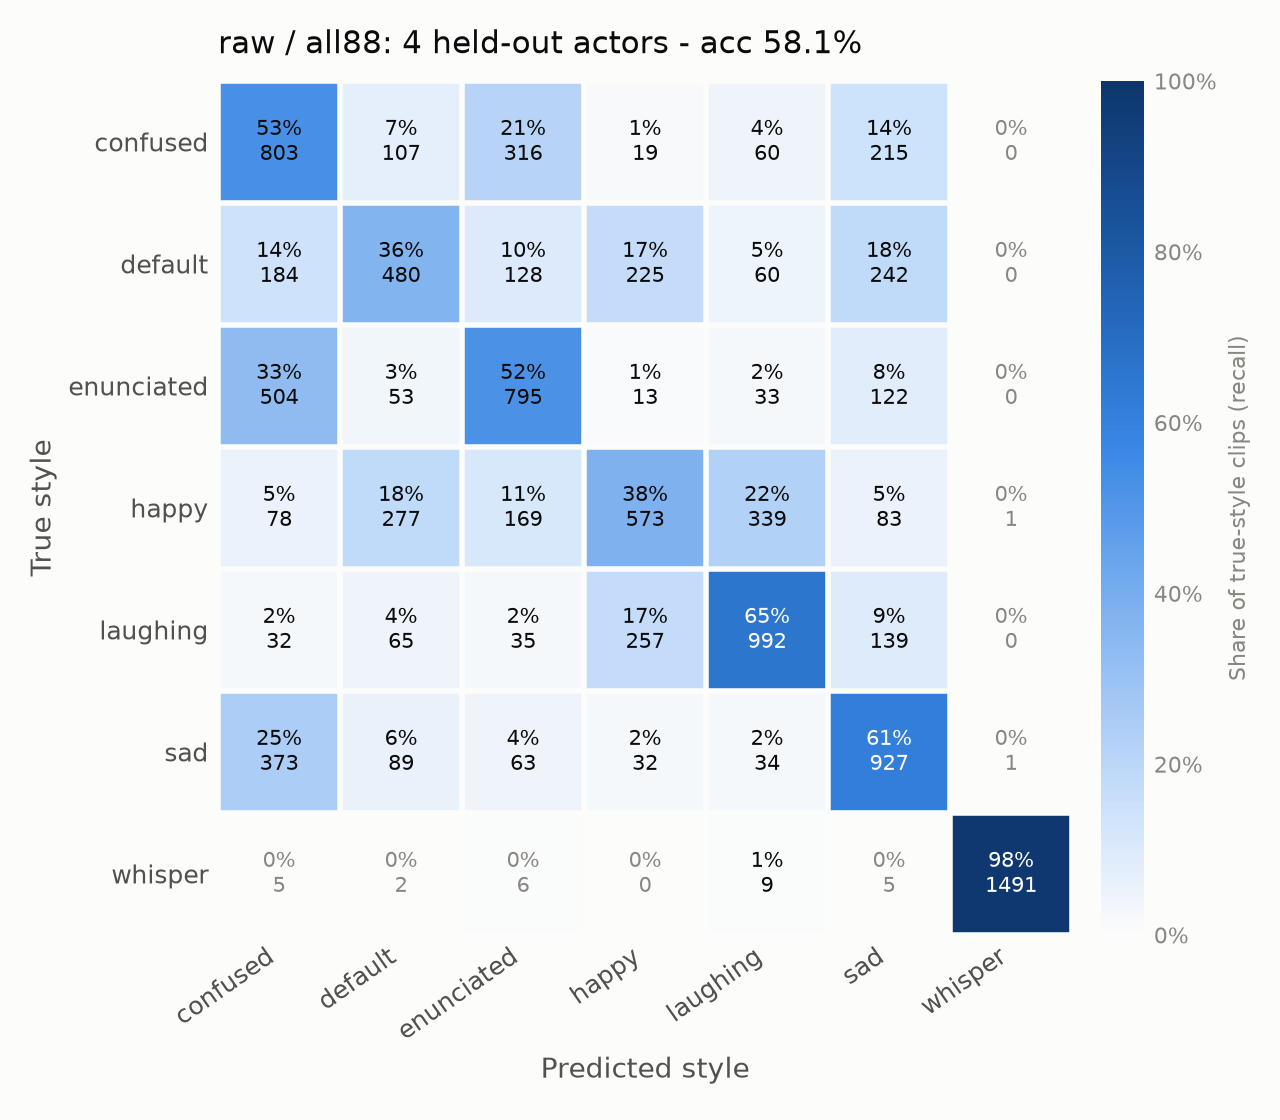 raw / all88: 4 held-out actors - acc 58.1%
100%
80%
60%
40%
20%
0%
Share of true-style clips (recall)
True style
confused
53% 7% 21% 1% 4% 14% 0%
803 107 316 19 60 215 0
default
14% 36% 10% 17% 5% 18% 0%
184 480 128 225 60 242 0
enunciated
33% 3% 52% 1% 2% 8% 0%
504 53 795 13 33 122 0
happy
5% 18% 11% 38% 22% 5% 0%
78 277 169 573 339 83 1
laughing
2% 4% 2% 17% 65% 9% 0%
32 65 35 257 992 139 0
sad
25% 6% 4% 2% 2% 61% 0%
373 89 63 32 34 927 1
whisper
0% 0% 0% 0% 1% 0% 98%
5 2 6 0 9 5 1491
confused default enunciated happy laughing sad whisper
Predicted style